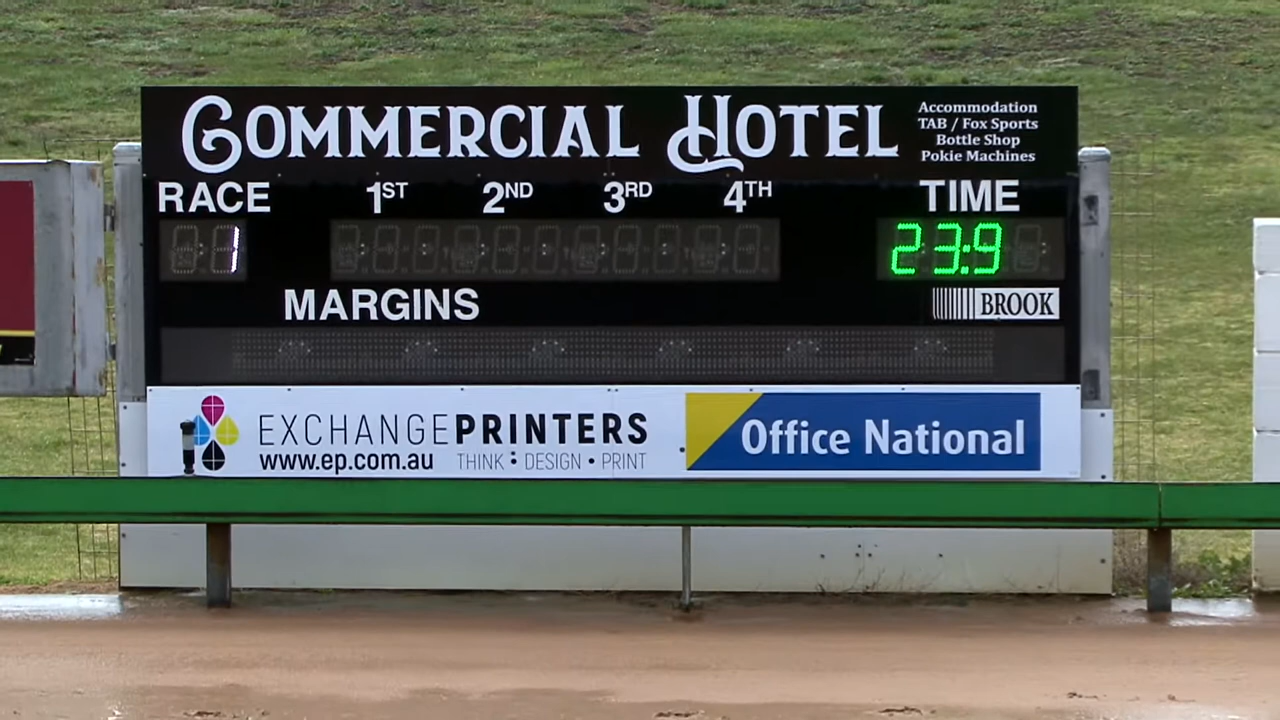 COMMERCIAL HOTEL
Accommodation
TAB / Fox Sports
Bottle Shop
Pokie Machines
RACE 1ST 2ND 3RD 4TH TIME
1 23:9
MARGINS
BROOK
EXCHANGEPRINTERS
www.ep.com.au THINK • DESIGN • PRINT
Office National